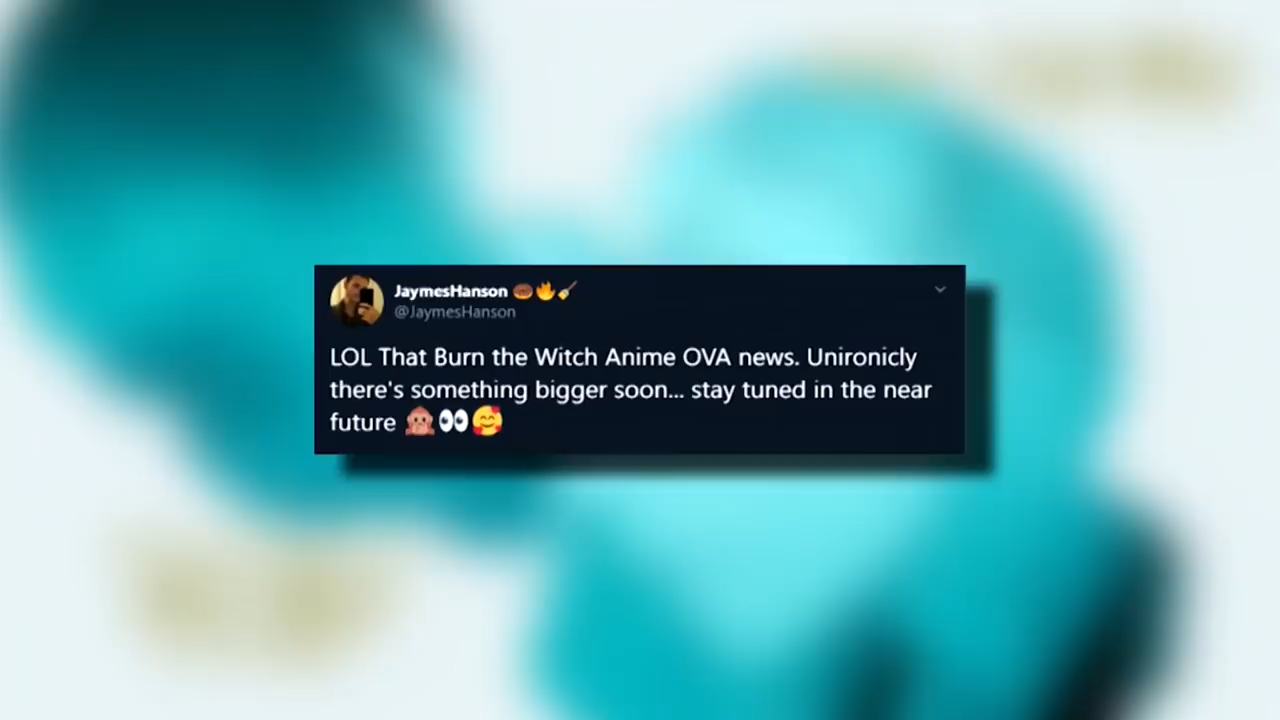 JaymesHanson 🍩🔥🧹
@JaymesHanson
LOL That Burn the Witch Anime OVA news. Unironicly
there's something bigger soon... stay tuned in the near
future 🙊👀🥰